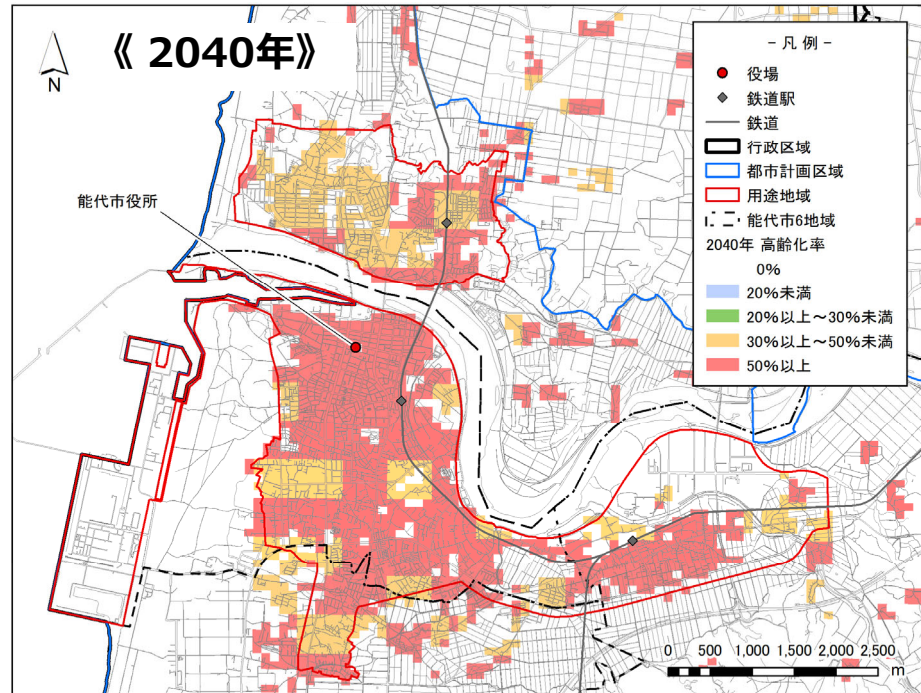 《 2040年》
N
能代市役所
- 凡 例 -
役場
鉄道駅
鉄道
行政区域
都市計画区域
用途地域
能代市6地域
2040年 高齢化率
0%
20%未満
20%以上～30%未満
30%以上～50%未満
50%以上
0 500 1,000 1,500 2,000 2,500
m